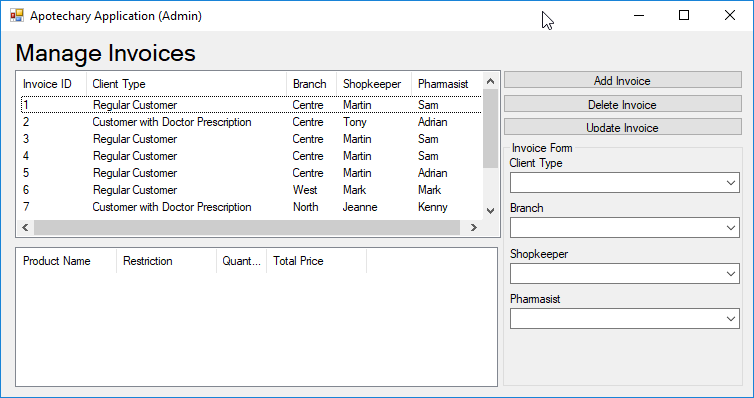 Apotechary Application (Admin)
Manage Invoices
Invoice ID Client Type Branch Shopkeeper Phamasist
1 Regular Customer Centre Martin Sam
2 Customer with Doctor Prescription Centre Tony Adrian
3 Regular Customer Centre Martin Sam
4 Regular Customer Centre Martin Sam
5 Regular Customer Centre Martin Adrian
6 Regular Customer West Mark Mark
7 Customer with Doctor Prescription North Jeanne Kenny
Product Name Restriction Quant... Total Price
Add Invoice
Delete Invoice
Update Invoice
Invoice Form
Client Type
Branch
Shopkeeper
Phamasist